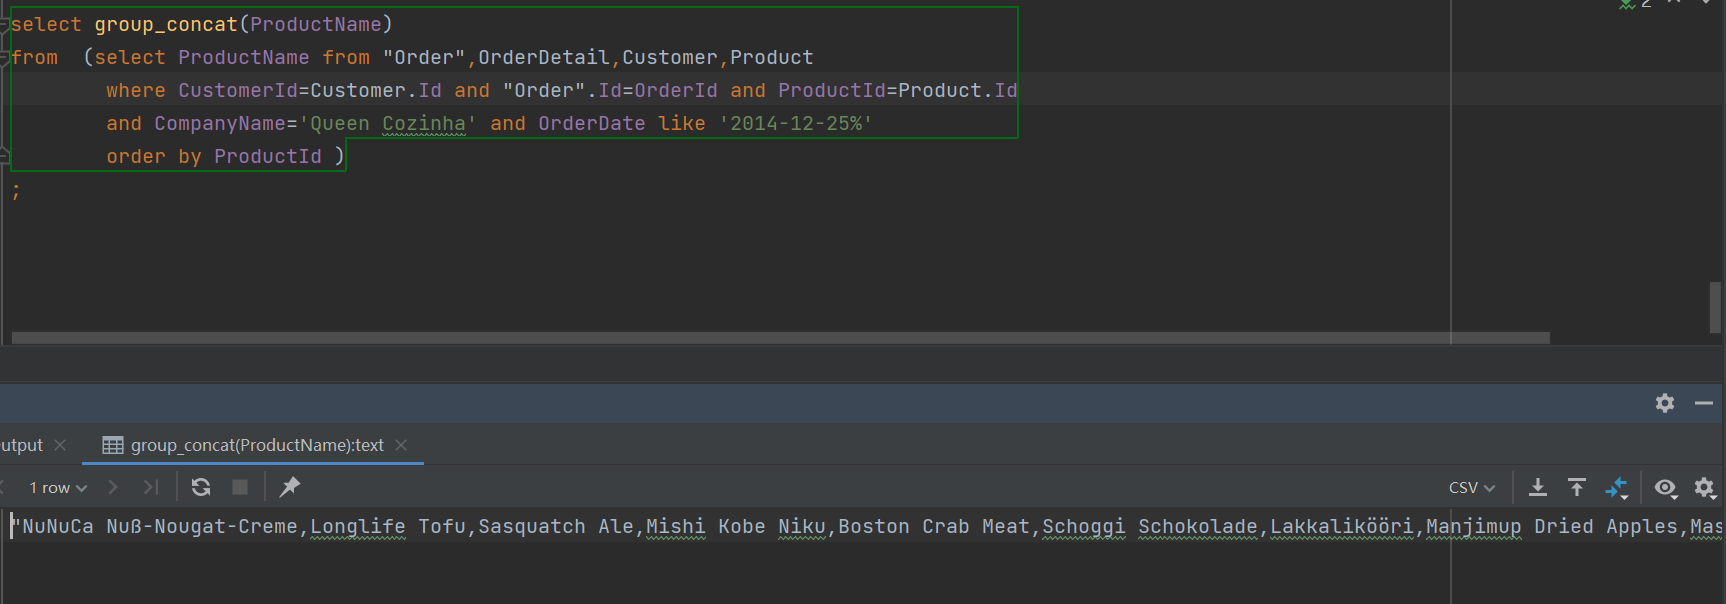 2
select group_concat(ProductName)
from  (select ProductName from "Order",OrderDetail,Customer,Product
        where CustomerId=Customer.Id and "Order".Id=OrderId and ProductId=Product.Id
        and CompanyName='Queen Cozinha' and OrderDate like '2014-12-25%'
        order by ProductId )
;
utput group_concat(ProductName):text
1 row CSV
"NuNuCa Nuß-Nougat-Creme,Longlife Tofu,Sasquatch Ale,Mishi Kobe Niku,Boston Crab Meat,Schoggi Schokolade,Lakkalikööri,Manjimup Dried Apples,Mas